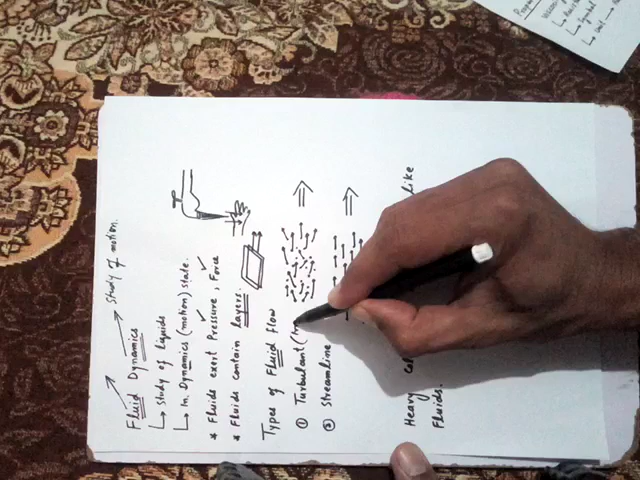 Fluid Dynamics Study of motion.
Study of liquids
In Dynamics (motion) state.
* Fluids exert Pressure, Force
* Fluids contain layers.
Types of Fluid Flow
① Turbulant (
② Streamline
Heavy like
Fluids.